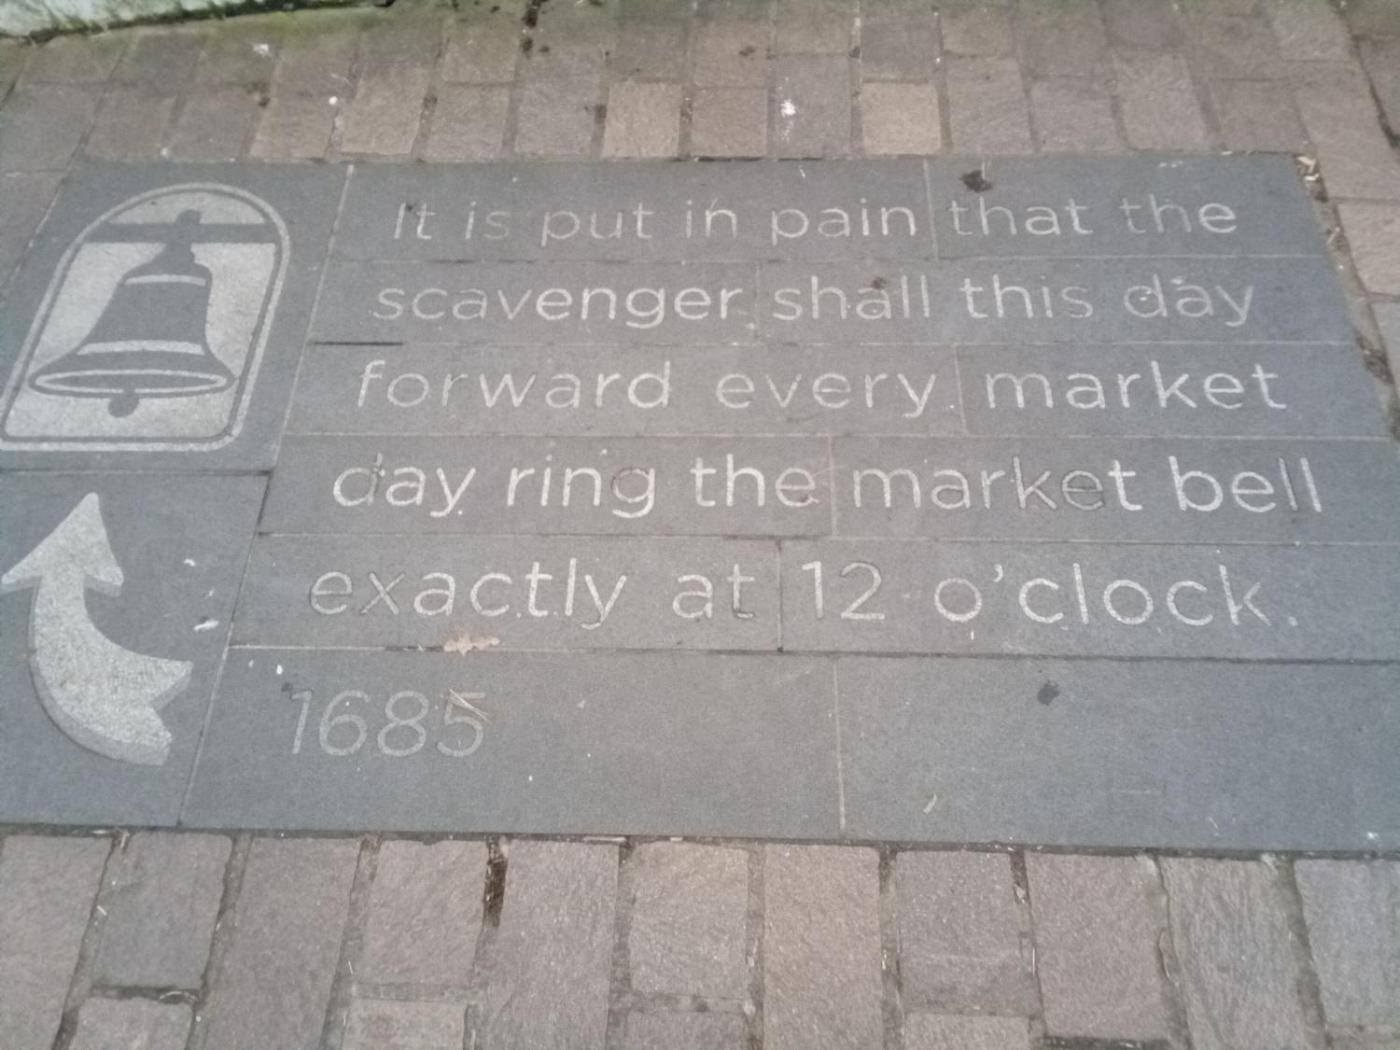 It is put in pain that the
scavenger shall this day
forward every market
day ring the market bell
exactly at 12 o'clock.
1685